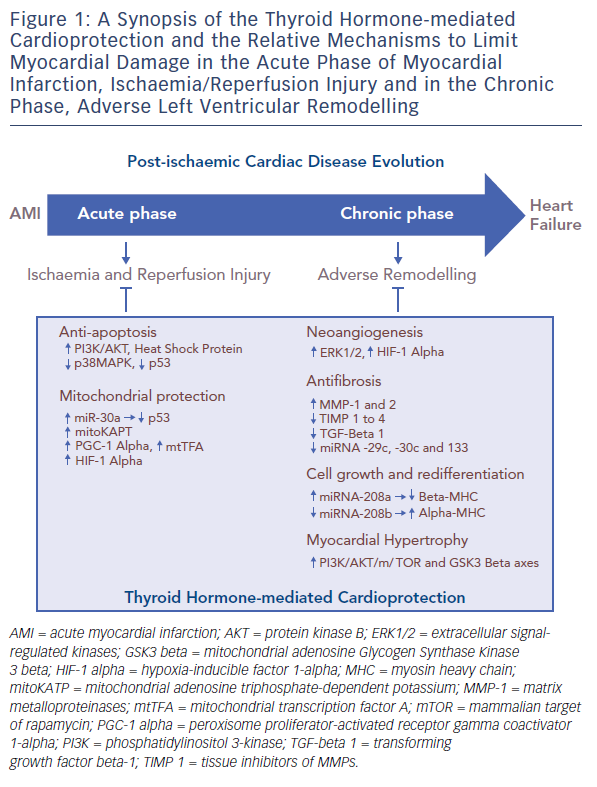 Figure 1: A Synopsis of the Thyroid Hormone-mediated
Cardioprotection and the Relative Mechanisms to Limit
Myocardial Damage in the Acute Phase of Myocardial
Infarction, Ischaemia/Reperfusion Injury and in the Chronic
Phase, Adverse Left Ventricular Remodelling
Post-ischaemic Cardiac Disease Evolution
AMI
Acute phase
Chronic phase
Heart
Failure
Ischaemia and Reperfusion Injury
Adverse Remodelling
Anti-apoptosis
↑ PI3K/AKT, Heat Shock Protein
↓ p38MAPK, ↓ p53
Mitochondrial protection
↑ miR-30a → ↓ p53
↑ mitoKAPT
↑ PGC-1 Alpha, ↑ mtTFA
↑ HIF-1 Alpha
Neoangiogenesis
↑ ERK1/2, ↑ HIF-1 Alpha
Antifibrosis
↑ MMP-1 and 2
↓ TIMP 1 to 4
↓ TGF-Beta 1
↓ miRNA -29c, -30c and 133
Cell growth and redifferentiation
↑ miRNA-208a → ↓ Beta-MHC
↓ miRNA-208b → ↑ Alpha-MHC
Myocardial Hypertrophy
↑ PI3K/AKT/m/TOR and GSK3 Beta axes
Thyroid Hormone-mediated Cardioprotection
AMI = acute myocardial infarction; AKT = protein kinase B; ERK1/2 = extracellular signal-
regulated kinases; GSK3 beta = mitochondrial adenosine Glycogen Synthase Kinase
3 beta; HIF-1 alpha = hypoxia-inducible factor 1-alpha; MHC = myosin heavy chain;
mitoKATP = mitochondrial adenosine triphosphate-dependent potassium; MMP-1 = matrix
metalloproteinases; mtTFA = mitochondrial transcription factor A; mTOR = mammalian target
of rapamycin; PGC-1 alpha = peroxisome proliferator-activated receptor gamma coactivator
1-alpha; PI3K = phosphatidylinositol 3-kinase; TGF-beta 1 = transforming
growth factor beta-1; TIMP 1 = tissue inhibitors of MMPs.